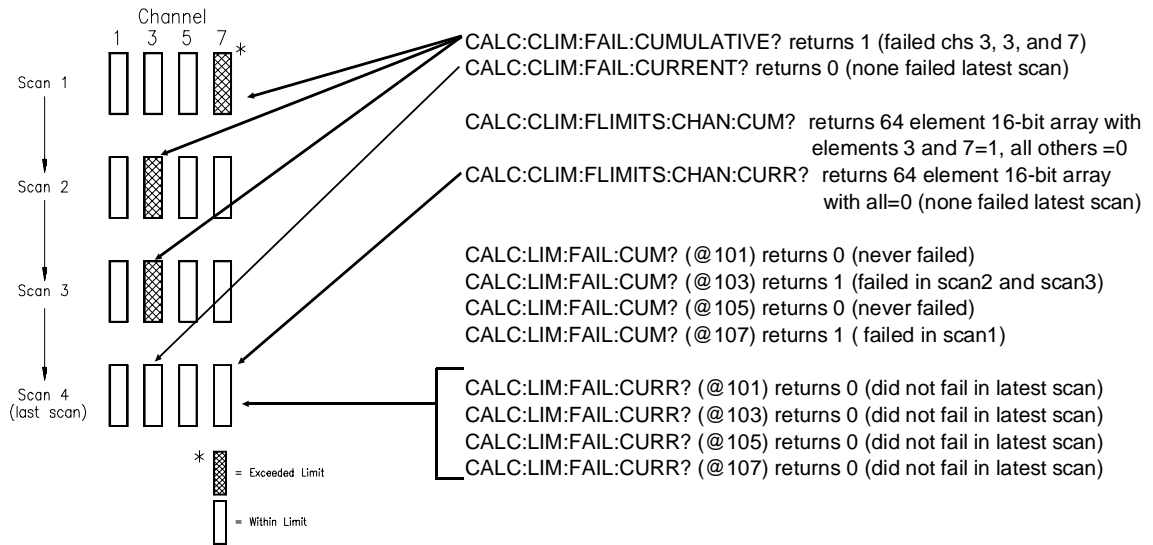 Channel
1 3 5 7 *
Scan 1
Scan 2
Scan 3
Scan 4
(last scan)
* = Exceeded Limit
= Within Limit
CALC:CLIM:FAIL:CUMULATIVE? returns 1 (failed chs 3, 3, and 7)
CALC:CLIM:FAIL:CURRENT? returns 0 (none failed latest scan)
CALC:CLIM:FLIMITS:CHAN:CUM? returns 64 element 16-bit array with
elements 3 and 7=1, all others =0
CALC:CLIM:FLIMITS:CHAN:CURR? returns 64 element 16-bit array
with all=0 (none failed latest scan)
CALC:LIM:FAIL:CUM? (@101) returns 0 (never failed)
CALC:LIM:FAIL:CUM? (@103) returns 1 (failed in scan2 and scan3)
CALC:LIM:FAIL:CUM? (@105) returns 0 (never failed)
CALC:LIM:FAIL:CUM? (@107) returns 1 ( failed in scan1)
CALC:LIM:FAIL:CURR? (@101) returns 0 (did not fail in latest scan)
CALC:LIM:FAIL:CURR? (@103) returns 0 (did not fail in latest scan)
CALC:LIM:FAIL:CURR? (@105) returns 0 (did not fail in latest scan)
CALC:LIM:FAIL:CURR? (@107) returns 0 (did not fail in latest scan)